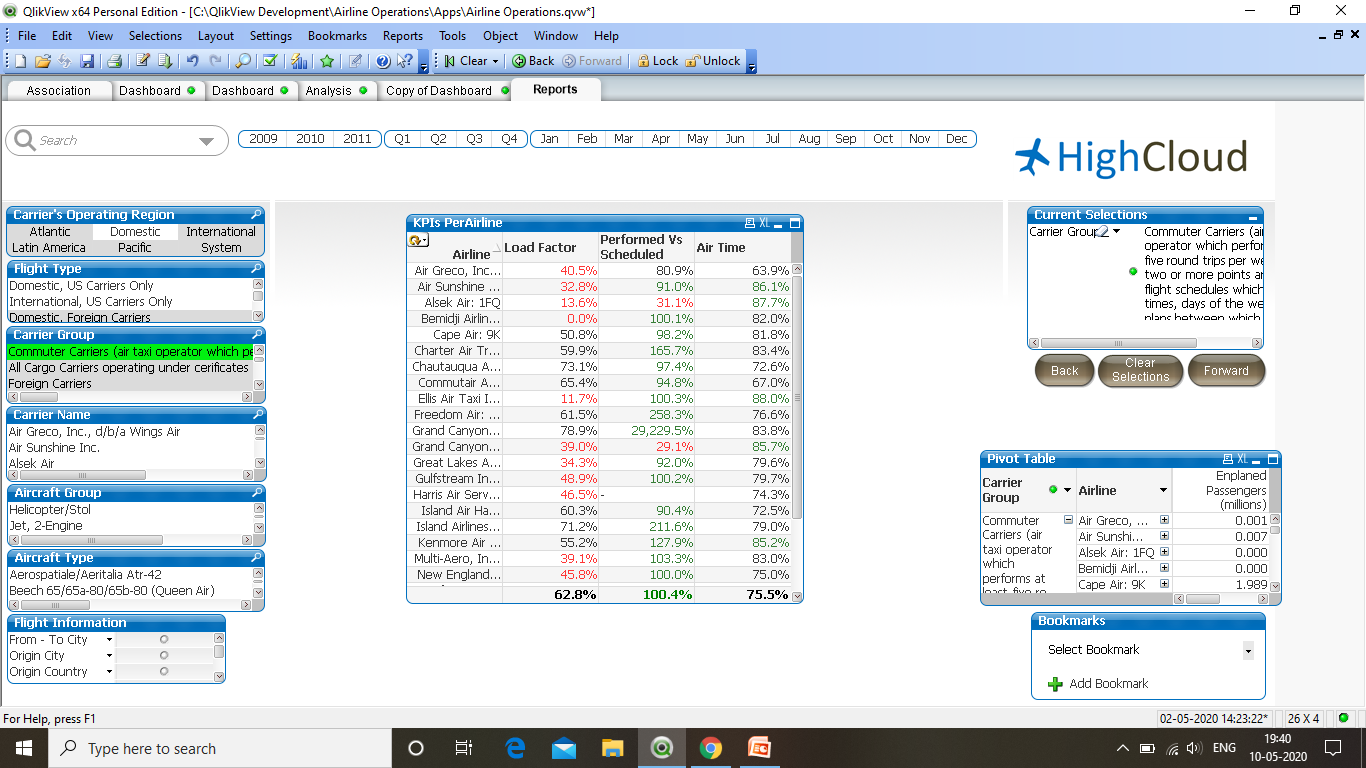 QlikView x64 Personal Edition - [C:\QlikView Development\Airline Operations\Apps\Airline Operations.qvw*]
File Edit View Selections Layout Settings Bookmarks Reports Tools Object Window Help
Clear Back Forward Lock Unlock
Association Dashboard Dashboard Analysis Copy of Dashboard Reports
Search
2009 2010 2011 Q1 Q2 Q3 Q4 Jan Feb Mar Apr May Jun Jul Aug Sep Oct Nov Dec
HighCloud
Carrier's Operating Region
Atlantic Domestic International
Latin America Pacific System
Flight Type
Domestic, US Carriers Only
International, US Carriers Only
Domestic, Foreign Carriers
Carrier Group
Commuter Carriers (air taxi operator which pe
All Cargo Carriers operating under cerificates
Foreign Carriers
Carrier Name
Air Greco, Inc., d/b/a Wings Air
Air Sunshine Inc.
Alsek Air
Aircraft Group
Helicopter/Stol
Jet, 2-Engine
Aircraft Type
Aerospatiale/Aeritalia Atr-42
Beech 65/65a-80/65b-80 (Queen Air)
Flight Information
From - To City
Origin City
Origin Country
KPIs PerAirline XL
Airline Load Factor Performed Vs Scheduled Air Time
Air Greco, Inc... 40.5% 80.9% 63.9%
Air Sunshine ... 32.8% 91.0% 86.1%
Alsek Air: 1FQ 13.6% 31.1% 87.7%
Bemidji Airlin... 0.0% 100.1% 82.0%
Cape Air: 9K 50.8% 98.2% 81.8%
Charter Air Tr... 59.9% 165.7% 83.4%
Chautauqua A... 73.1% 97.4% 72.6%
Commutair A... 65.4% 94.8% 67.0%
Ellis Air Taxi I... 11.7% 100.3% 88.0%
Freedom Air: ... 61.5% 258.3% 76.6%
Grand Canyon... 78.9% 29,229.5% 83.8%
Grand Canyon... 39.0% 29.1% 85.7%
Great Lakes A... 34.3% 92.0% 79.6%
Gulfstream In... 48.9% 100.2% 79.7%
Harris Air Serv... 46.5% - 74.3%
Island Air Ha... 60.3% 90.4% 72.5%
Island Airlines... 71.2% 211.6% 79.0%
Kenmore Air ... 55.2% 127.9% 85.2%
Multi-Aero, In... 39.1% 103.3% 83.0%
New England... 45.8% 100.0% 75.0%
62.8% 100.4% 75.5%
Current Selections
Carrier Group Commuter Carriers (ai
operator which perfor
five round trips per we
two or more points ar
flight schedules which
times, days of the we
plans between which
Back Clear Selections Forward
Pivot Table XL
Carrier Group Airline Enplaned Passengers (millions)
Commuter Air Greco, ... 0.001
Carriers (air Air Sunshi... 0.007
taxi operator Alsek Air: 1FQ 0.000
which Bemidji Airl... 0.000
performs at Cape Air: 9K 1.989
least five ro
Bookmarks
Select Bookmark
Add Bookmark
For Help, press F1 02-05-2020 14:23:22* 26 X 4
Type here to search ENG 19:40
10-05-2020